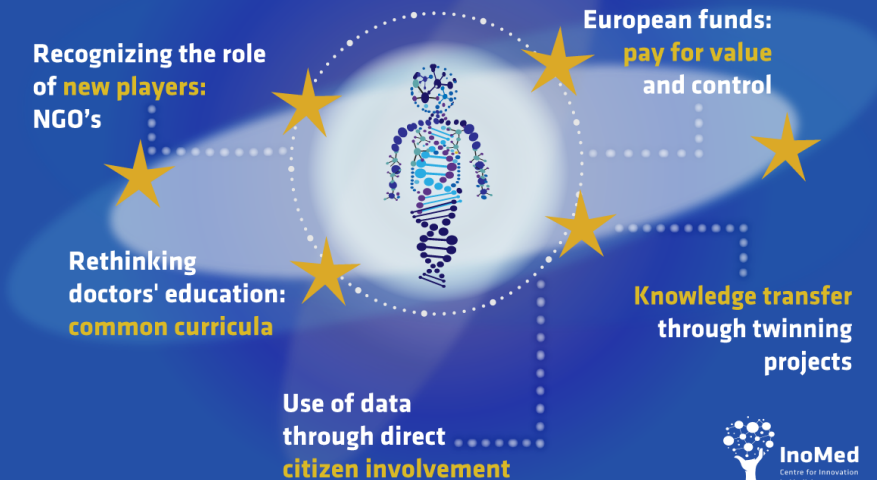 Recognizing the role
of new players:
NGO's
European funds:
pay for value
and control
Rethinking
doctors' education:
common curricula
Knowledge transfer
through twinning
projects
Use of data
through direct
citizen involvement
InoMed
Centre for Innovation